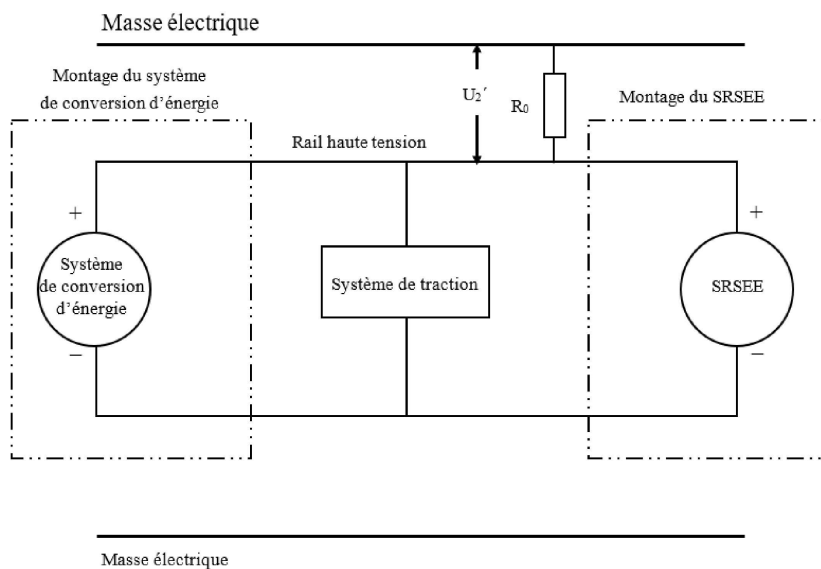 Masse électrique
Montage du système
de conversion d'énergie
U₂´
R₀
Montage du SRSEE
Rail haute tension
+
+
Système
de conversion
d'énergie
Système de traction
SRSEE
−
−
Masse électrique